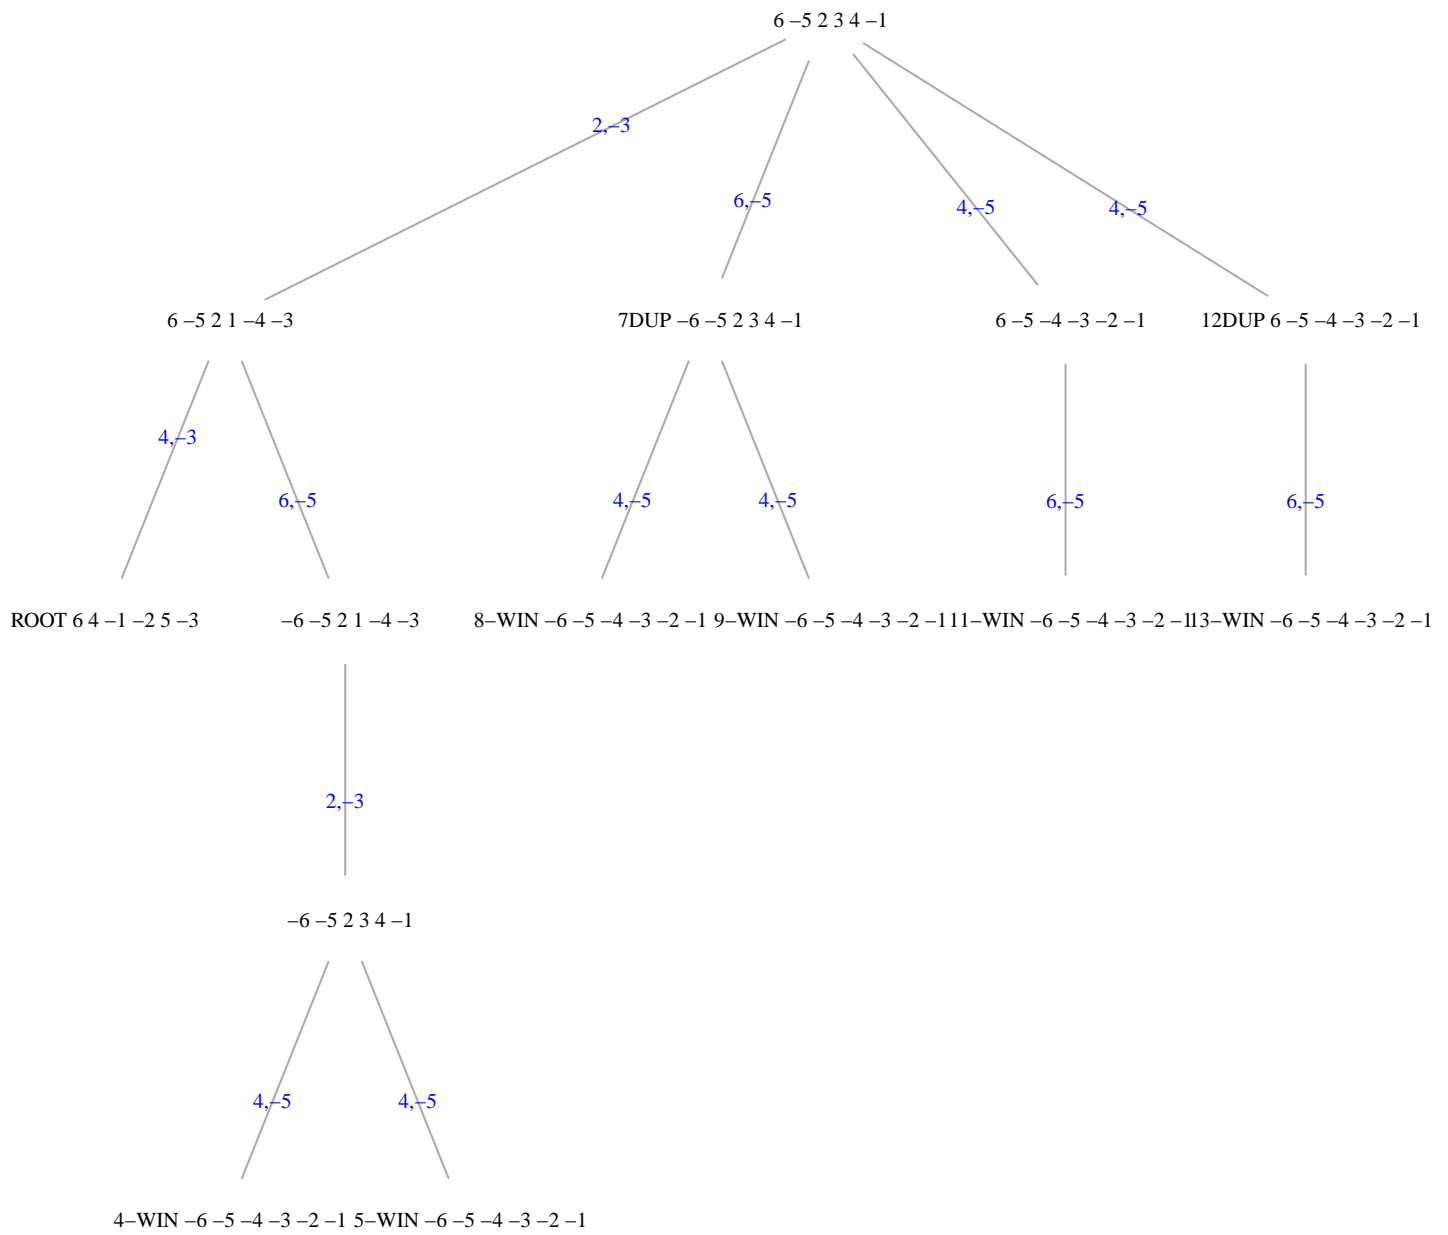 6 –5 2 3 4 –1
2,–3
6,–5
4,–5
4,–5
6 –5 2 1 –4 –3
7DUP –6 –5 2 3 4 –1
6 –5 –4 –3 –2 –1
12DUP 6 –5 –4 –3 –2 –1
4,–3
6,–5
4,–5
4,–5
6,–5
6,–5
ROOT 6 4 –1 –2 5 –3
–6 –5 2 1 –4 –3
8–WIN –6 –5 –4 –3 –2 –1
9–WIN –6 –5 –4 –3 –2 –1
11–WIN –6 –5 –4 –3 –2 –1
13–WIN –6 –5 –4 –3 –2 –1
2,–3
–6 –5 2 3 4 –1
4,–5
4,–5
4–WIN –6 –5 –4 –3 –2 –1
5–WIN –6 –5 –4 –3 –2 –1